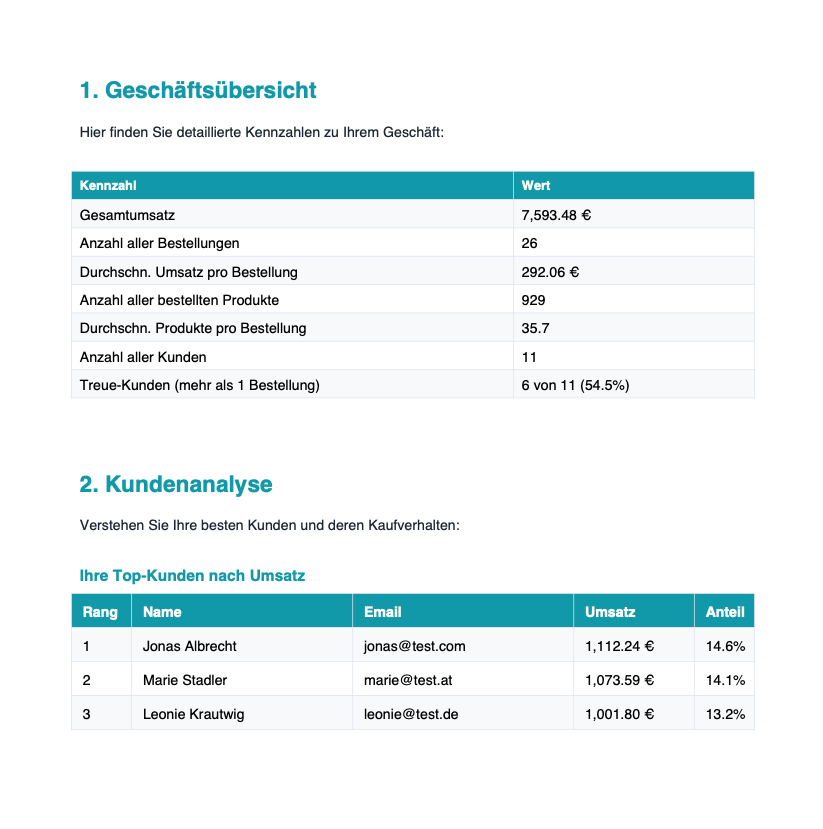 1. Geschäftsübersicht
Hier finden Sie detaillierte Kennzahlen zu Ihrem Geschäft:
Kennzahl Wert
Gesamtumsatz 7,593.48 €
Anzahl aller Bestellungen 26
Durchschn. Umsatz pro Bestellung 292.06 €
Anzahl aller bestellten Produkte 929
Durchschn. Produkte pro Bestellung 35.7
Anzahl aller Kunden 11
Treue-Kunden (mehr als 1 Bestellung) 6 von 11 (54.5%)
2. Kundenanalyse
Verstehen Sie Ihre besten Kunden und deren Kaufverhalten:
Ihre Top-Kunden nach Umsatz
Rang Name Email Umsatz Anteil
1 Jonas Albrecht jonas@test.com 1,112.24 € 14.6%
2 Marie Stadler marie@test.at 1,073.59 € 14.1%
3 Leonie Krautwig leonie@test.de 1,001.80 € 13.2%